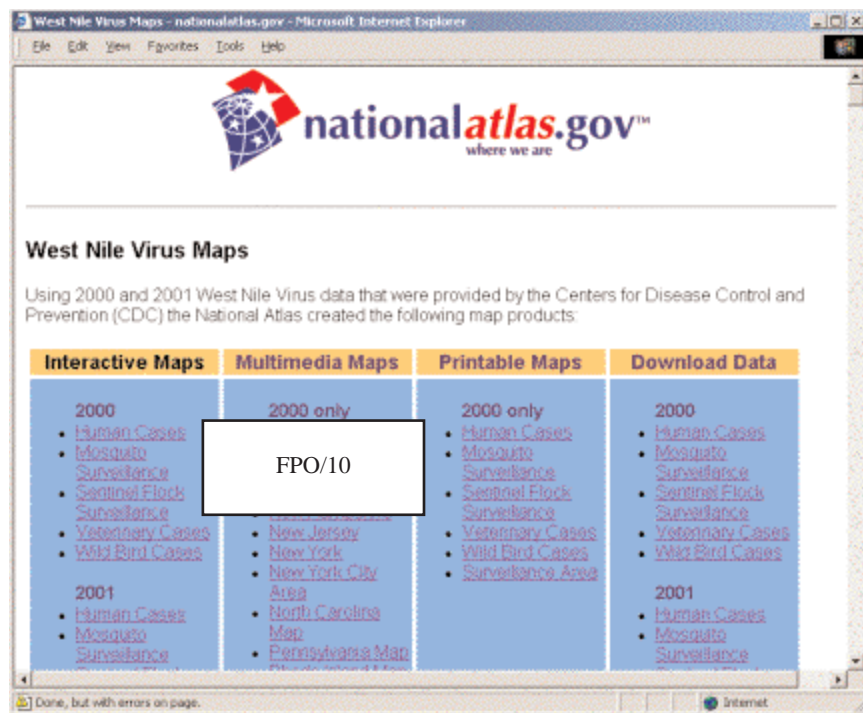 West Nile Virus Maps - nationalatlas.gov - Microsoft Internet Explorer
File Edit View Favorites Tools Help
nationalatlas.gov™
where we are
West Nile Virus Maps
Using 2000 and 2001 West Nile Virus data that were provided by the Centers for Disease Control and
Prevention (CDC) the National Atlas created the following map products:
Interactive Maps
2000
Human Cases
Mosquito
Surveillance
Sentinel Flock
Surveillance
Veterinary Cases
Wild Bird Cases
2001
Human Cases
Mosquito
Surveillance
Multimedia Maps
2000 only
FPO/10
New Jersey
New York
New York City
Area
North Carolina
Map
Pennsylvania Map
Printable Maps
2000 only
Human Cases
Mosquito
Surveillance
Sentinel Flock
Surveillance
Veterinary Cases
Wild Bird Cases
Surveillance Area
Download Data
2000
Human Cases
Mosquito
Surveillance
Sentinel Flock
Surveillance
Veterinary Cases
Wild Bird Cases
2001
Human Cases
Mosquito
Surveillance
Done, but with errors on page.
Internet